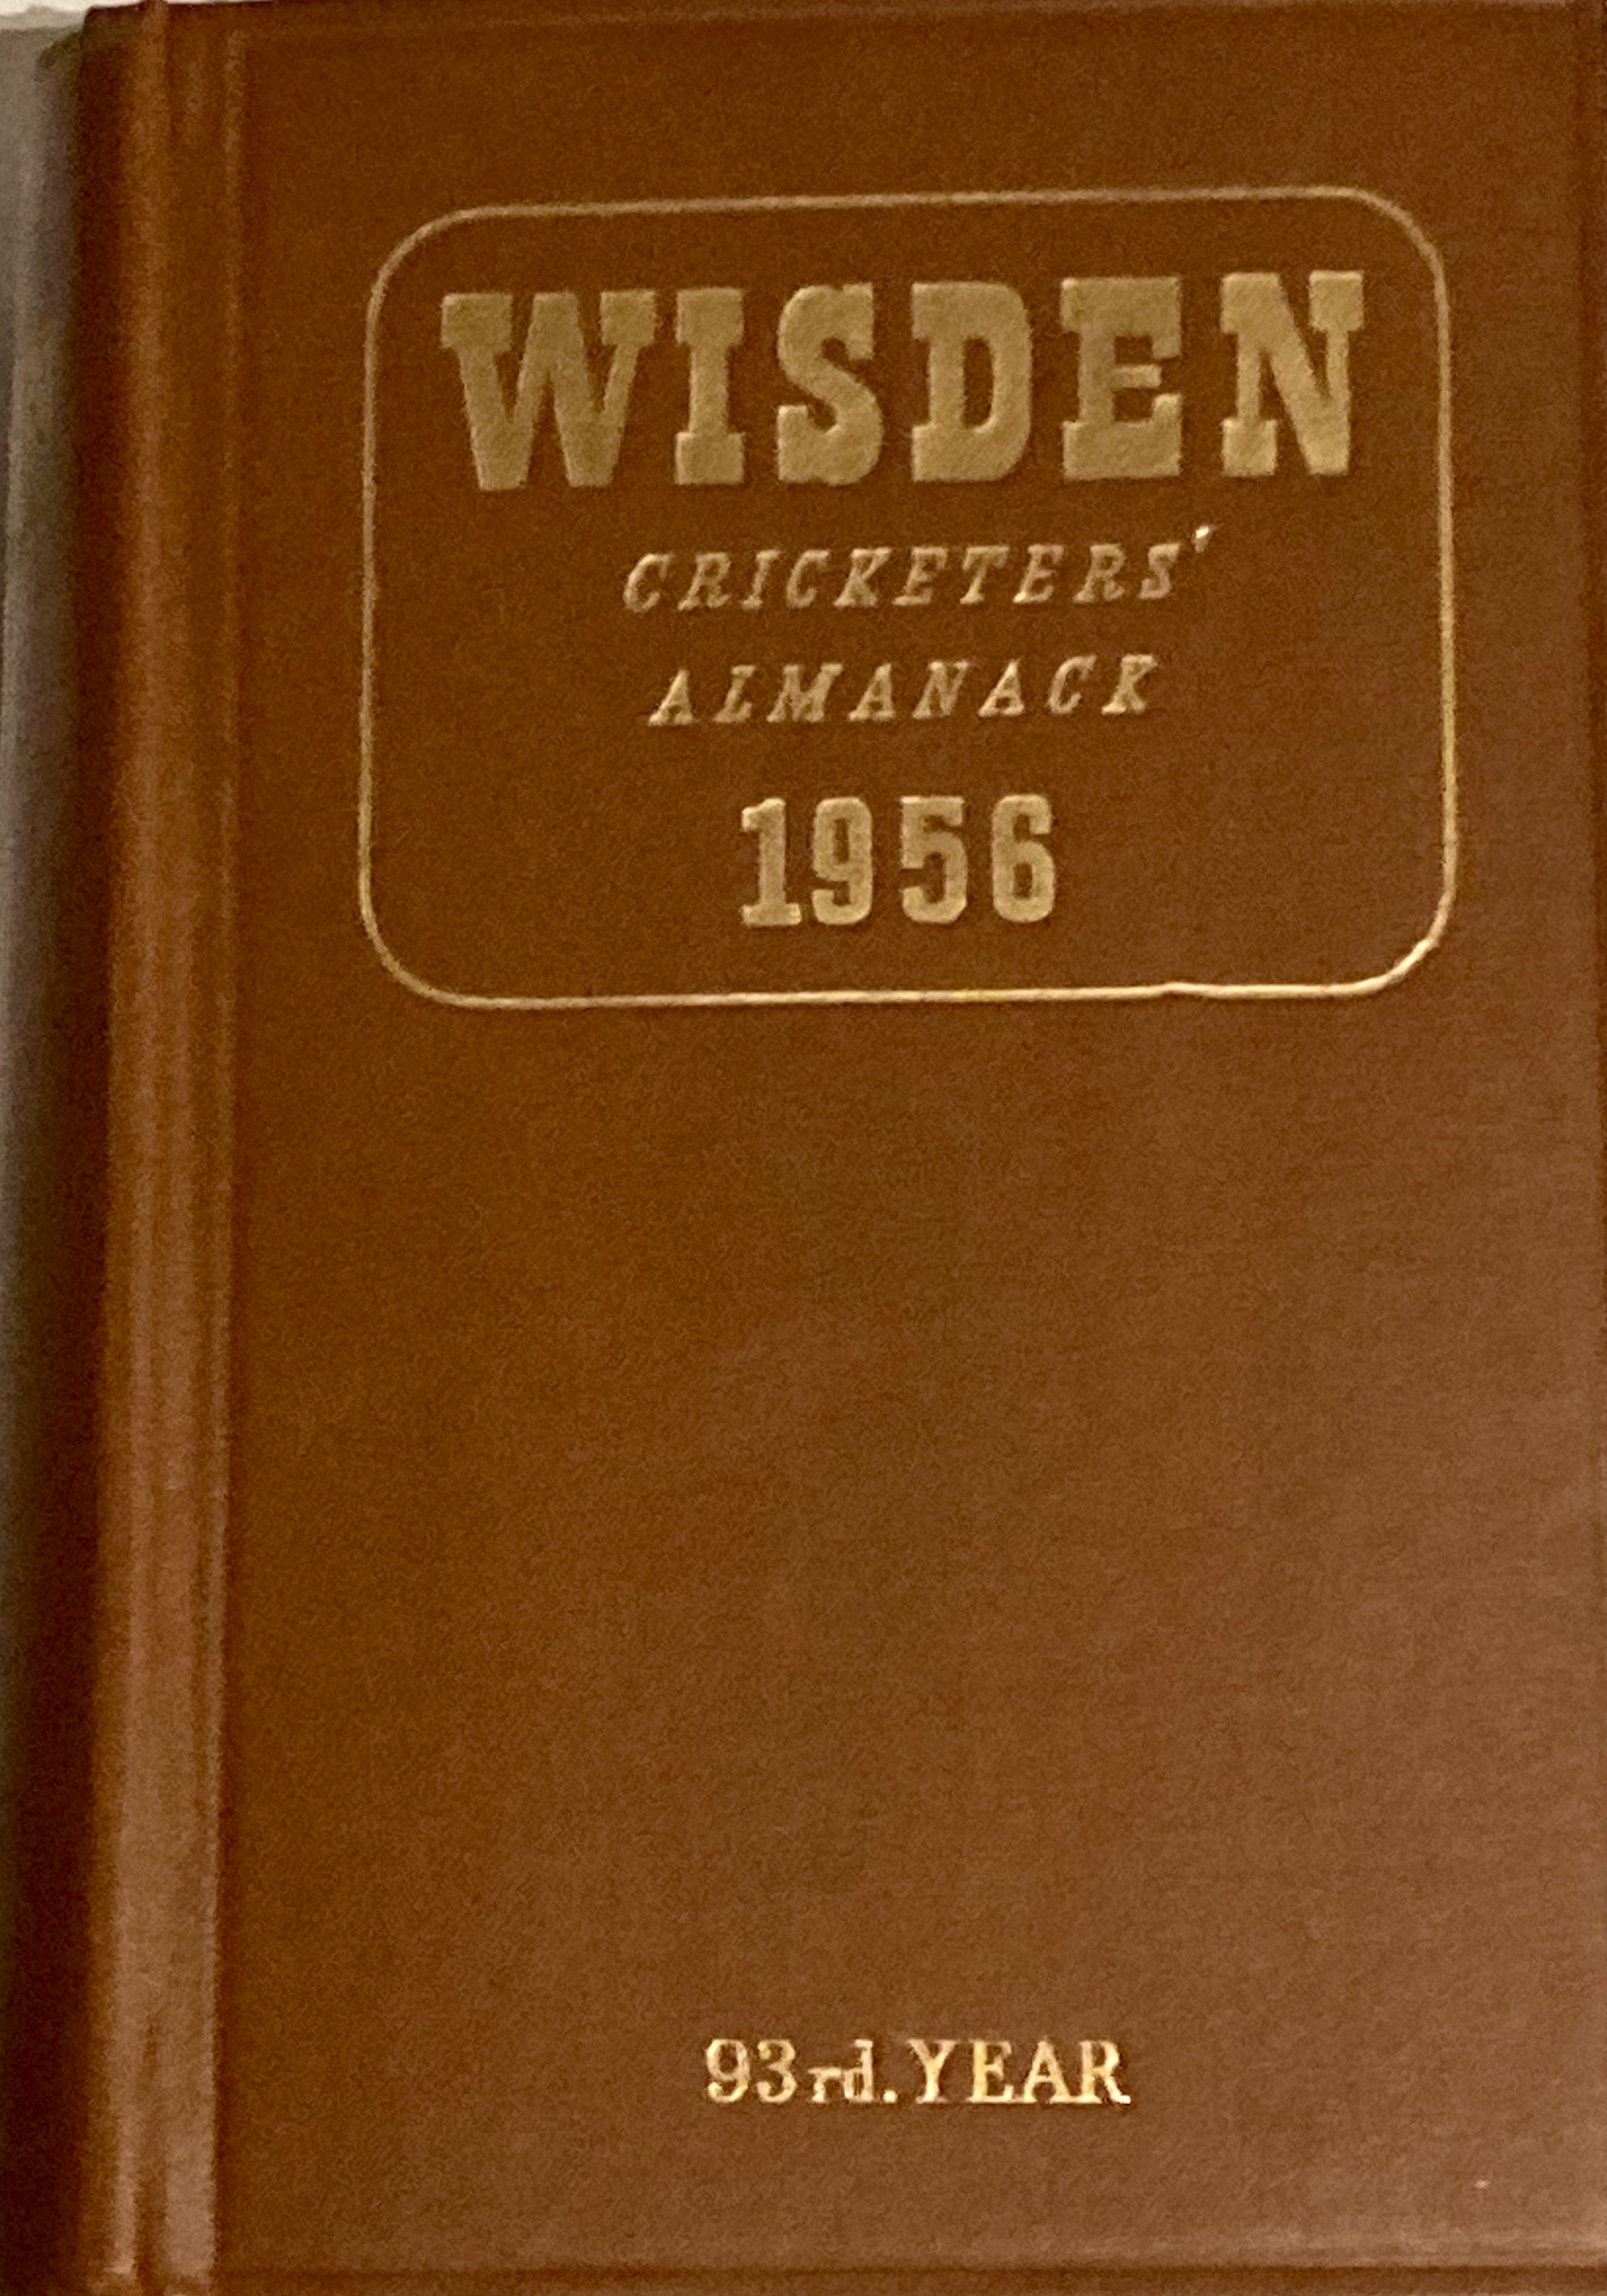 WISDEN
CRICKETERS'
ALMANACK
1956
93rd.YEAR